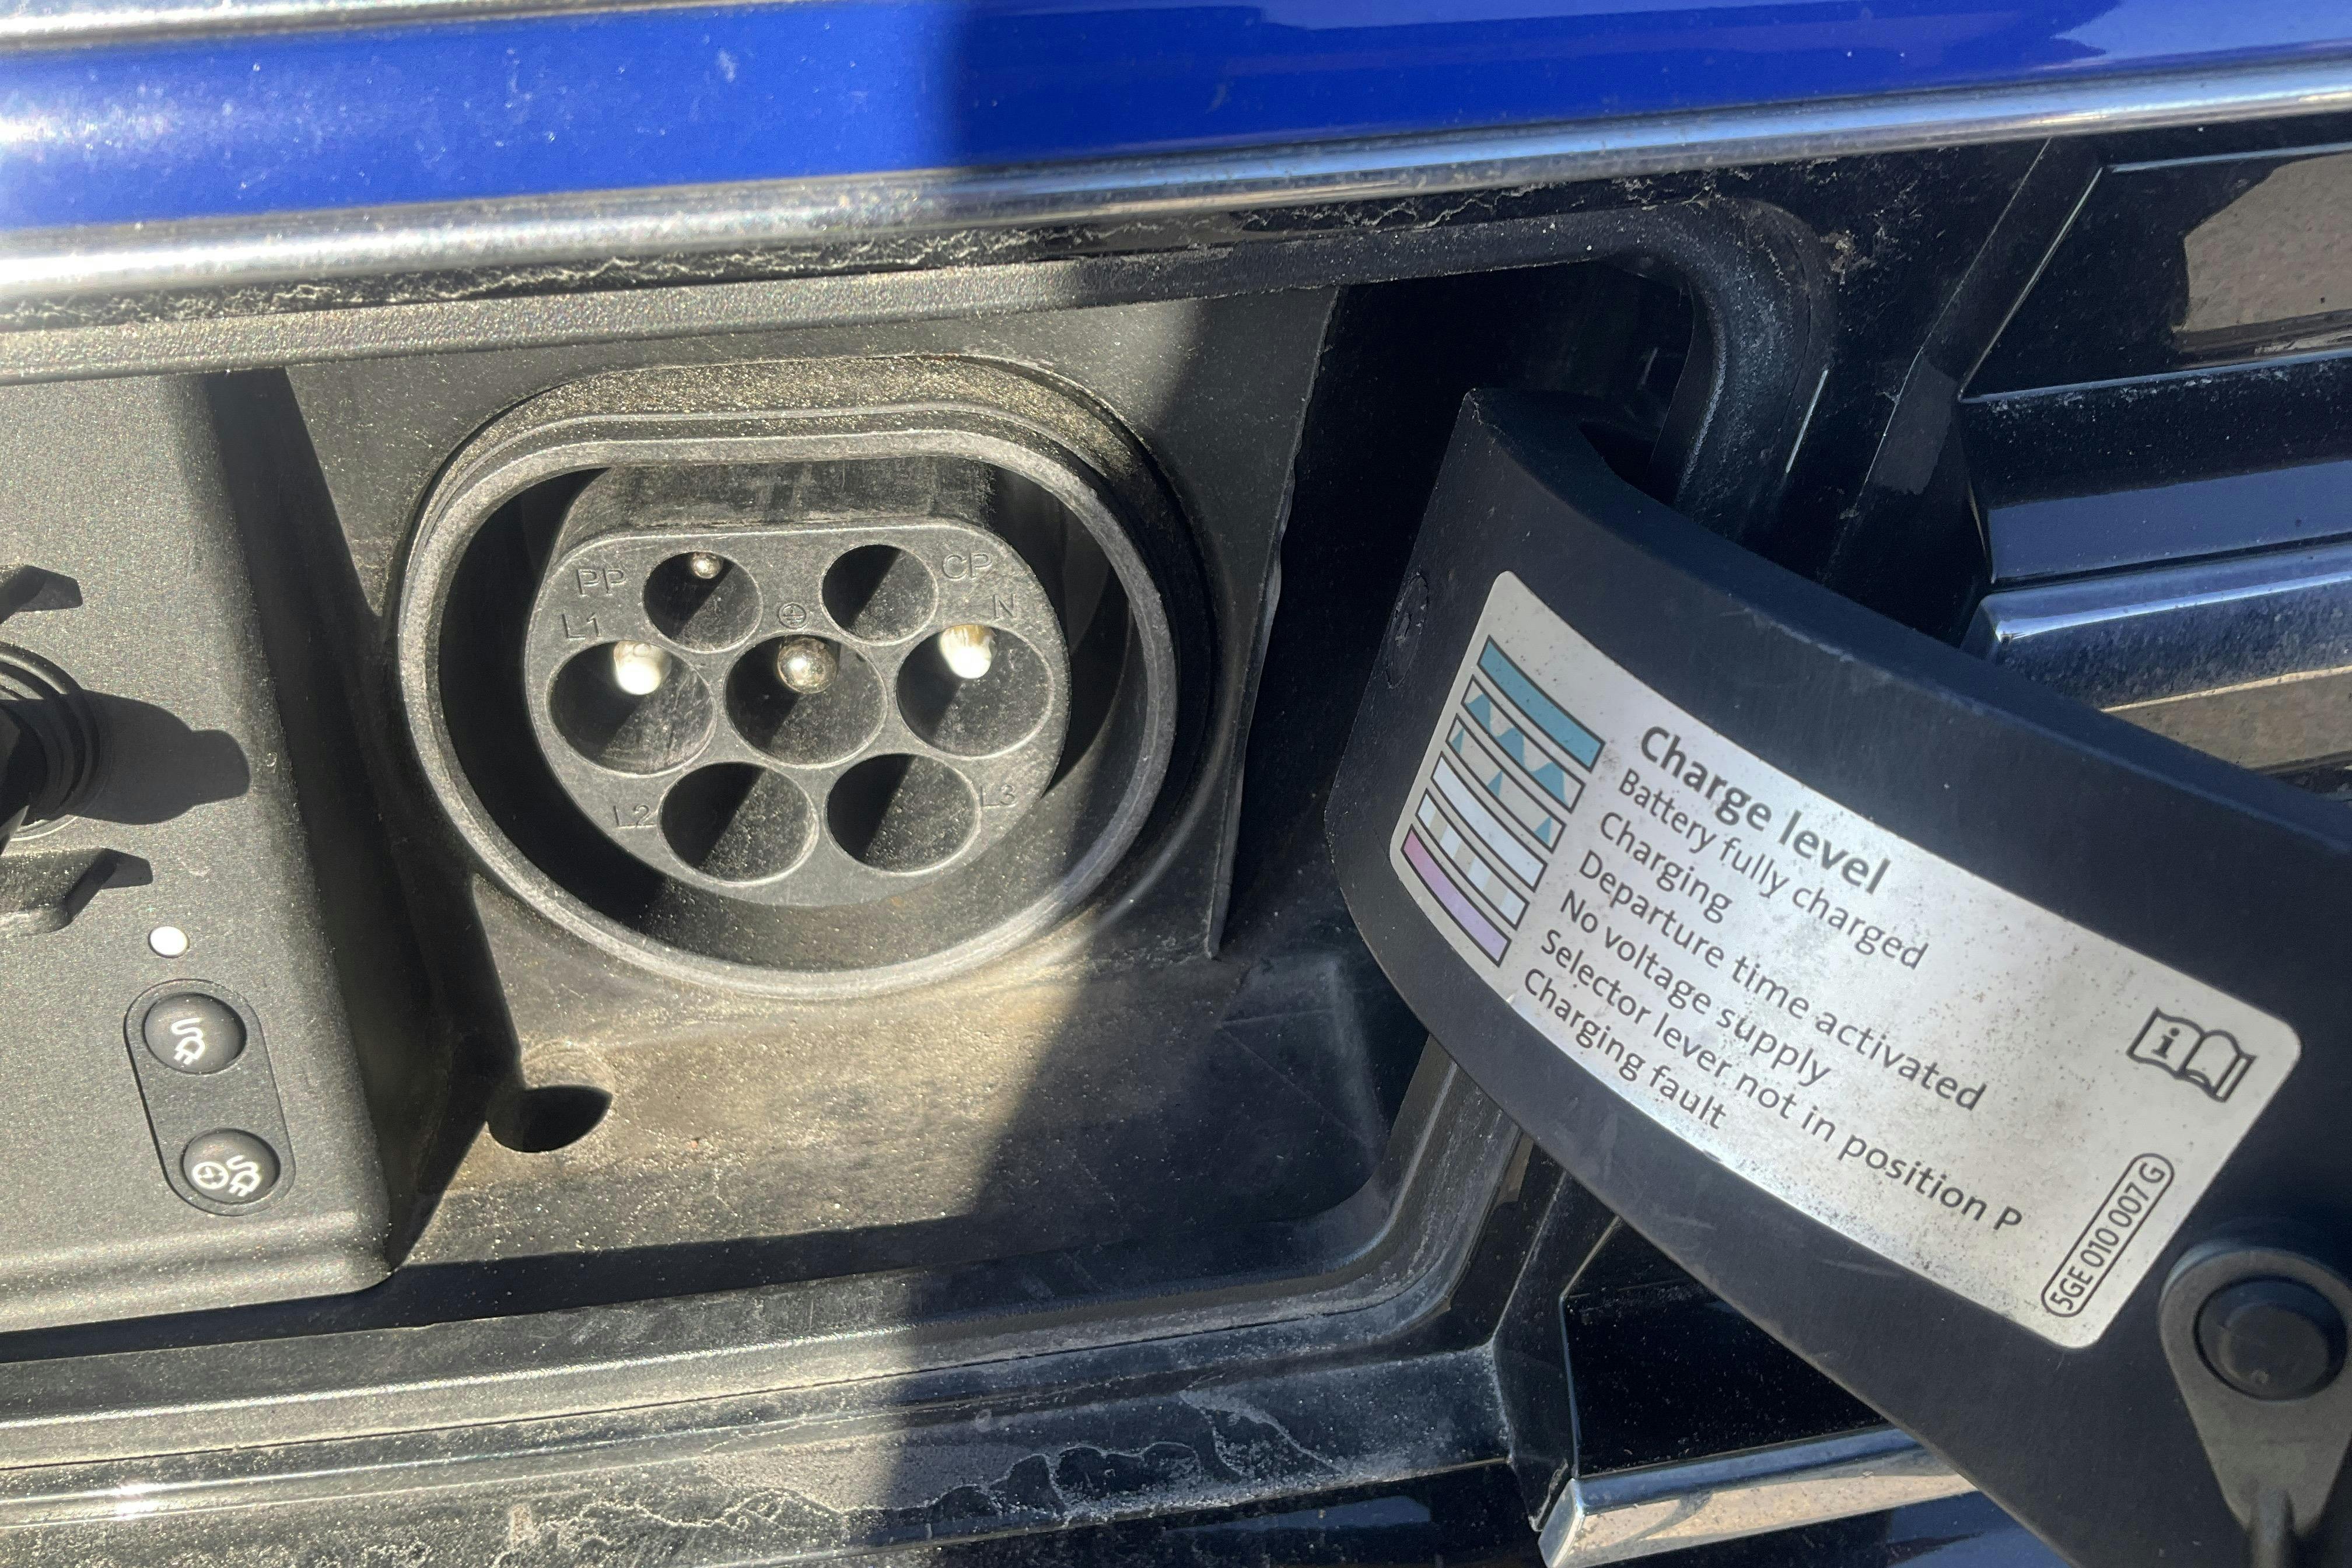 PP
CP
L1
N
L2
L3
Charge level
Battery fully charged
Charging
Departure time activated
No voltage supply
Selector lever not in position P
Charging fault
i
5GE 010 007 G